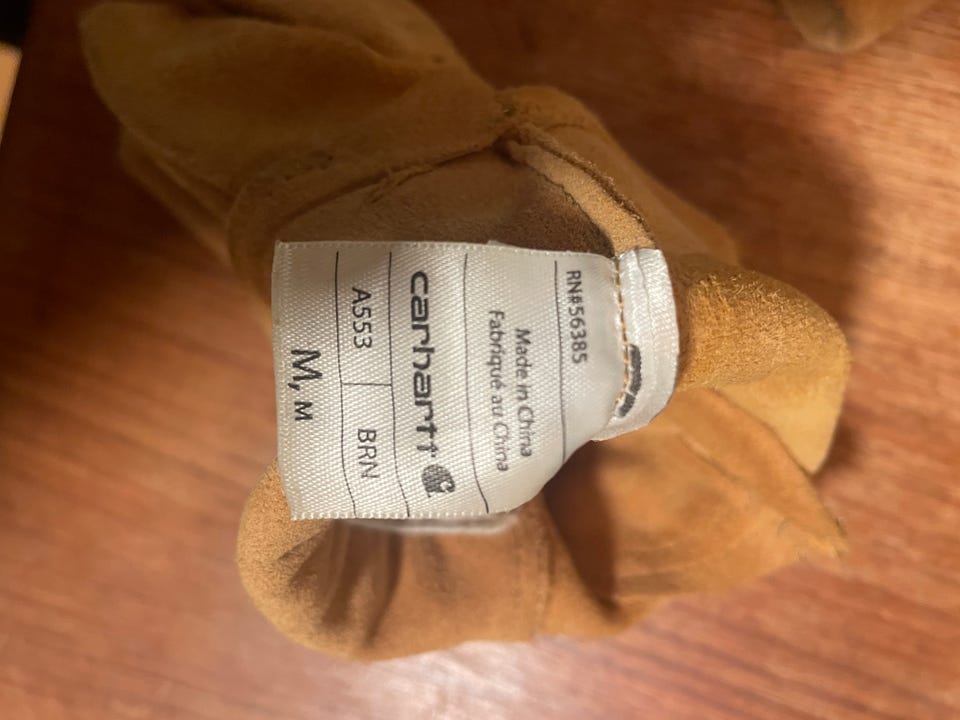 RN#56385
Made in China
Fabriqué au China
carhartt
A553 BRN
M, M